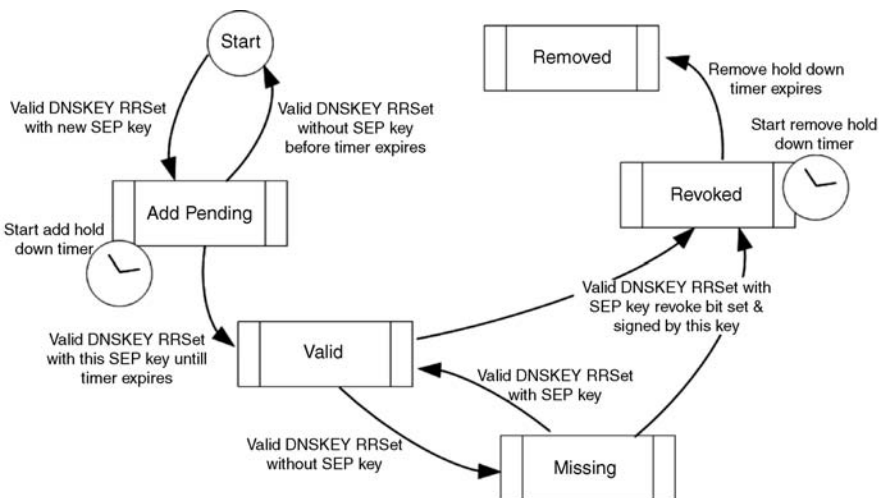 Start
Removed
Valid DNSKEY RRSet
with new SEP key
Valid DNSKEY RRSet
without SEP key
before timer expires
Remove hold down
timer expires
Start remove hold
down timer
Add Pending
Revoked
Start add hold
down timer
Valid DNSKEY RRSet with
SEP key revoke bit set &
signed by this key
Valid DNSKEY RRSet
with this SEP key untill
timer expires
Valid
Valid DNSKEY RRSet
with SEP key
Valid DNSKEY RRSet
without SEP key
Missing